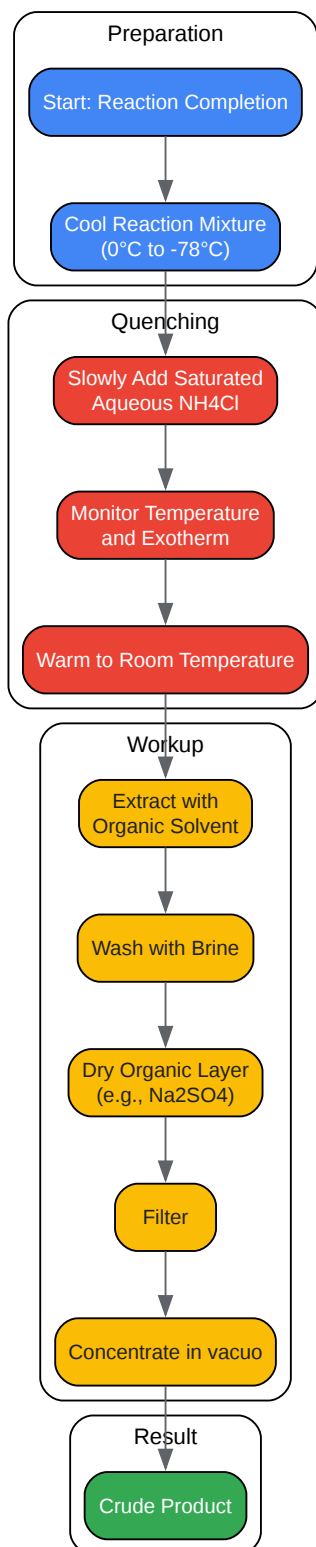 Preparation
Start: Reaction Completion
Cool Reaction Mixture
(0°C to -78°C)
Quenching
Slowly Add Saturated
Aqueous NH4Cl
Monitor Temperature
and Exotherm
Warm to Room Temperature
Workup
Extract with
Organic Solvent
Wash with Brine
Dry Organic Layer
(e.g., Na2SO4)
Filter
Concentrate in vacuo
Result
Crude Product